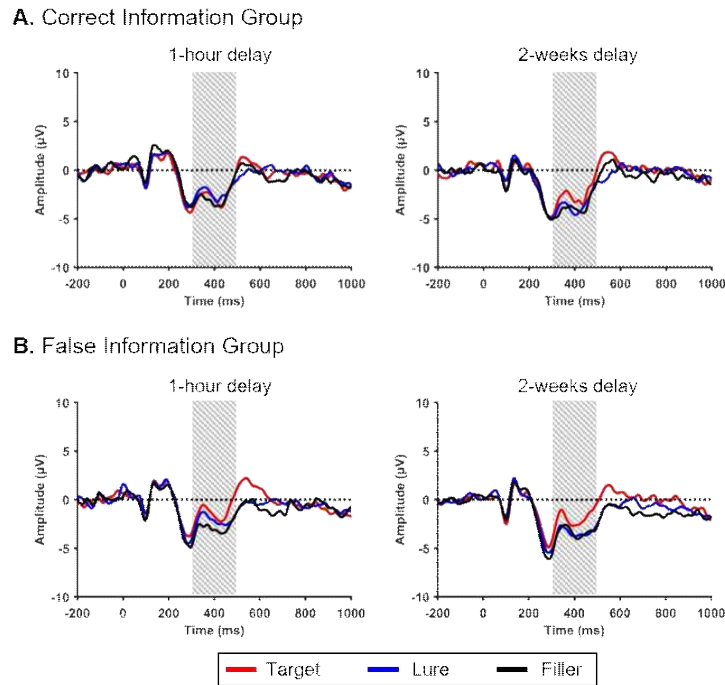 A. Correct Information Group
1-hour delay
2-weeks delay
10
5
0
-5
-10
Amplitude (µV)
-200 0 200 400 600 800 1000
Time (ms)
10
5
0
-5
-10
Amplitude (µV)
-200 0 200 400 600 800 1000
Time (ms)
B. False Information Group
1-hour delay
2-weeks delay
10
5
0
-5
-10
Amplitude (µV)
-200 0 200 400 600 800 1000
Time (ms)
10
5
0
-5
-10
Amplitude (µV)
-200 0 200 400 600 800 1000
Time (ms)
Target Lure Filler